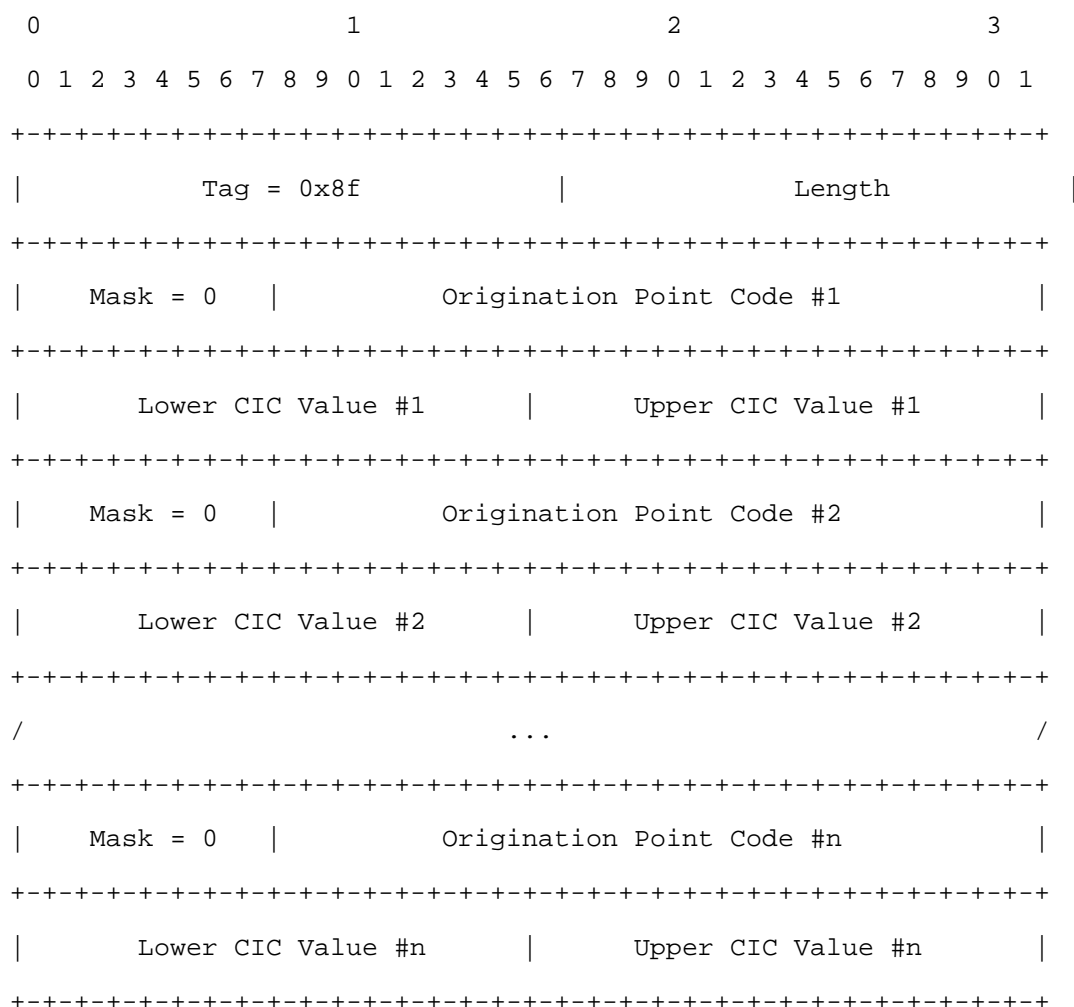 0                   1                   2                   3
 0 1 2 3 4 5 6 7 8 9 0 1 2 3 4 5 6 7 8 9 0 1 2 3 4 5 6 7 8 9 0 1
+-+-+-+-+-+-+-+-+-+-+-+-+-+-+-+-+-+-+-+-+-+-+-+-+-+-+-+-+-+-+-+-+
|           Tag = 0x8f            |              Length           |
+-+-+-+-+-+-+-+-+-+-+-+-+-+-+-+-+-+-+-+-+-+-+-+-+-+-+-+-+-+-+-+-+
|    Mask = 0   |          Origination Point Code #1            |
+-+-+-+-+-+-+-+-+-+-+-+-+-+-+-+-+-+-+-+-+-+-+-+-+-+-+-+-+-+-+-+-+
|       Lower CIC Value #1      |      Upper CIC Value #1       |
+-+-+-+-+-+-+-+-+-+-+-+-+-+-+-+-+-+-+-+-+-+-+-+-+-+-+-+-+-+-+-+-+
|    Mask = 0   |          Origination Point Code #2            |
+-+-+-+-+-+-+-+-+-+-+-+-+-+-+-+-+-+-+-+-+-+-+-+-+-+-+-+-+-+-+-+-+
|       Lower CIC Value #2      |      Upper CIC Value #2       |
+-+-+-+-+-+-+-+-+-+-+-+-+-+-+-+-+-+-+-+-+-+-+-+-+-+-+-+-+-+-+-+-+
/                              ...                              /
+-+-+-+-+-+-+-+-+-+-+-+-+-+-+-+-+-+-+-+-+-+-+-+-+-+-+-+-+-+-+-+-+
|    Mask = 0   |          Origination Point Code #n            |
+-+-+-+-+-+-+-+-+-+-+-+-+-+-+-+-+-+-+-+-+-+-+-+-+-+-+-+-+-+-+-+-+
|       Lower CIC Value #n      |      Upper CIC Value #n       |
+-+-+-+-+-+-+-+-+-+-+-+-+-+-+-+-+-+-+-+-+-+-+-+-+-+-+-+-+-+-+-+-+